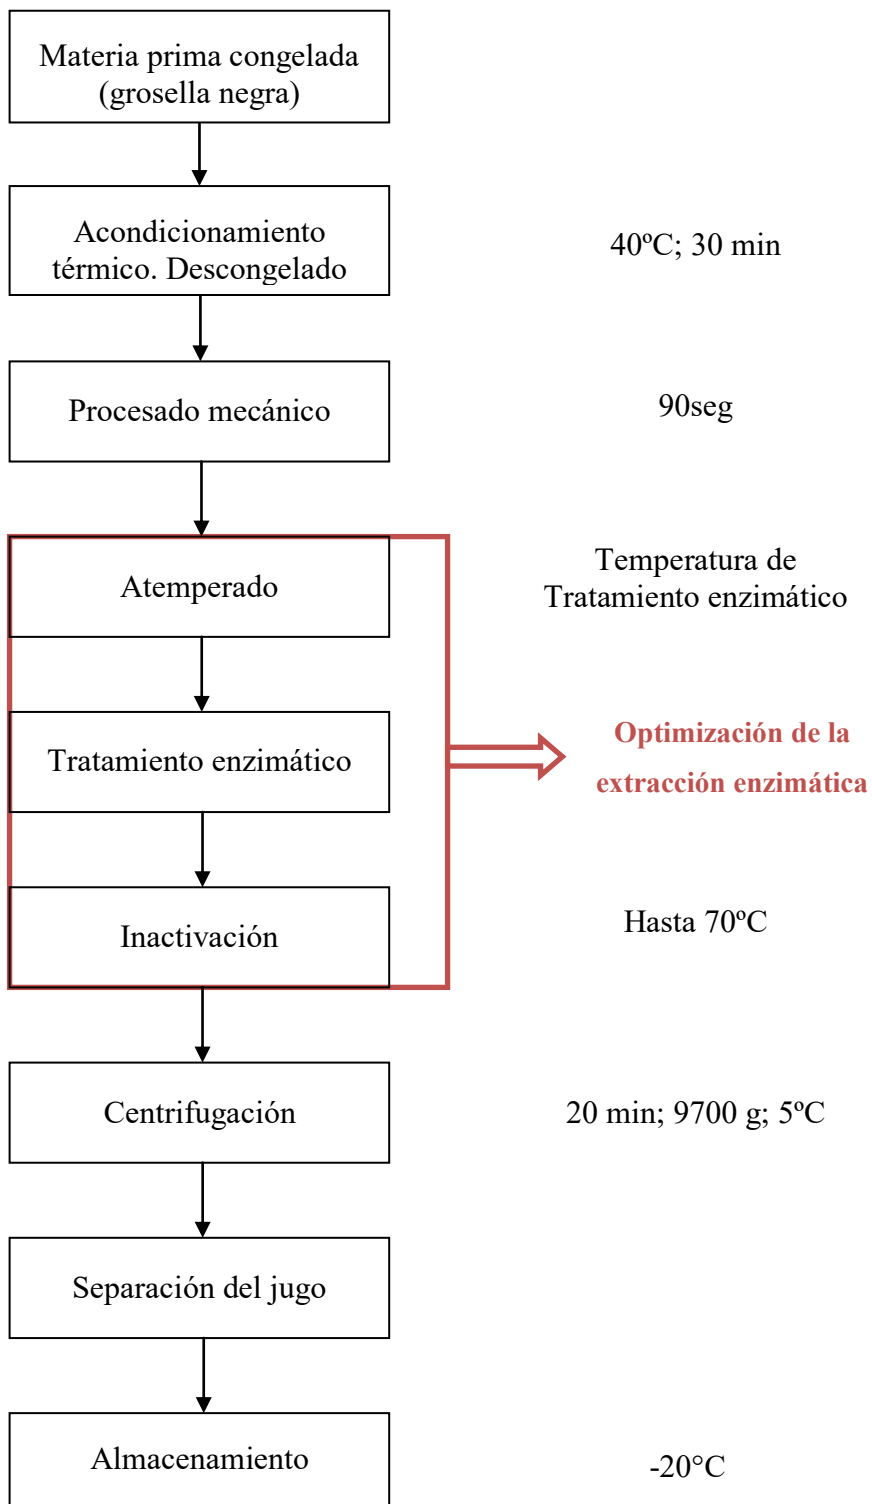 Materia prima congelada
(grosella negra)
Acondicionamiento
térmico. Descongelado
40ºC; 30 min
Procesado mecánico
90seg
Atemperado
Temperatura de
Tratamiento enzimático
Tratamiento enzimático
Optimización de la
extracción enzimática
Inactivación
Hasta 70ºC
Centrifugación
20 min; 9700 g; 5ºC
Separación del jugo
Almacenamiento
-20°C